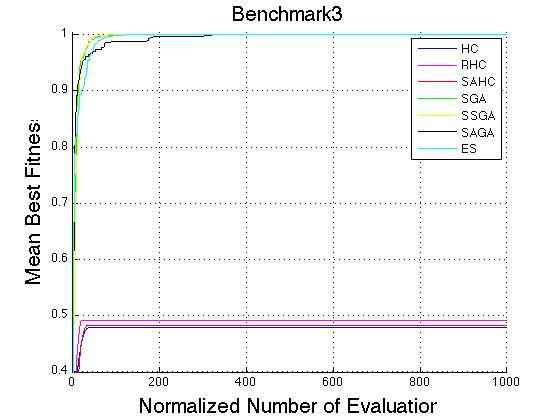 Benchmark3
1
0.9
0.8
0.7
0.6
0.5
0.4
Mean Best Fitnes
0 200 400 600 800 1000
Normalized Number of Evaluatior
HC
RHC
SAHC
SGA
SSGA
SAGA
ES